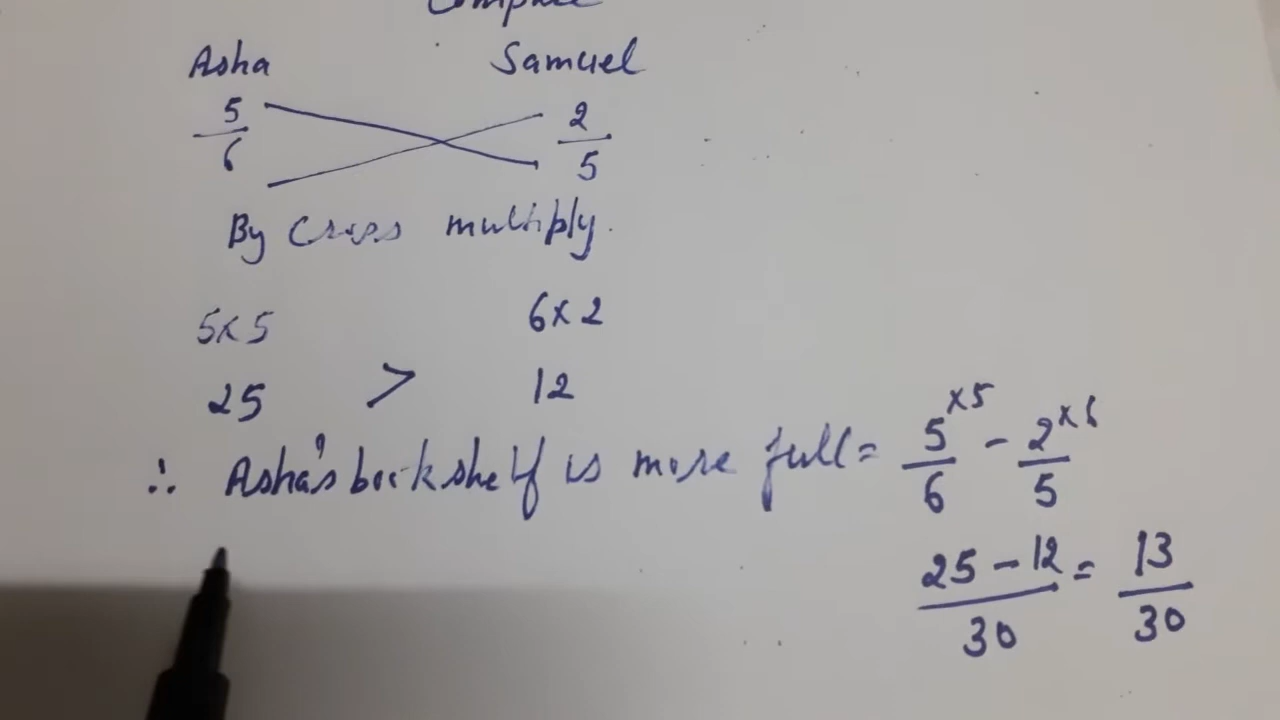 Compare
Asha Samuel
5/6 2/5
By Cross multiply.
5x5 6x2
25 > 12
∴ Asha's bookshelf is more full = 5/6 ×5 - 2/5 ×6
25-12/30 = 13/30